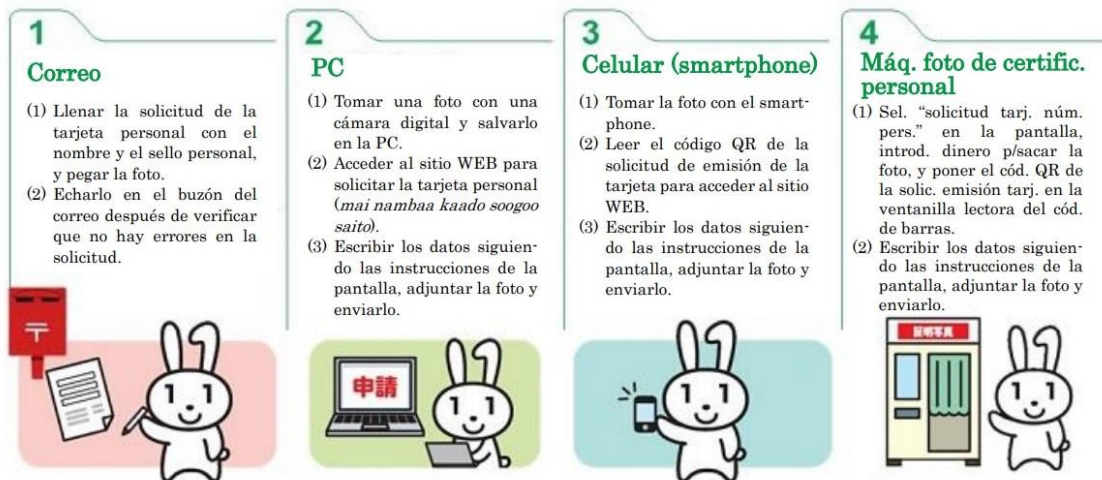 1
Correo
(1) Llenar la solicitud de la
tarjeta personal con el
nombre y el sello personal,
y pegar la foto.
(2) Echarlo en el buzón del
correo después de verificar
que no hay errores en la
solicitud.
〒
2
PC
(1) Tomar una foto con una
cámara digital y salvarlo
en la PC.
(2) Acceder al sitio WEB para
solicitar la tarjeta personal
(mai nambaa kaado soogoo
saito).
(3) Escribir los datos siguien-
do las instrucciones de la
pantalla, adjuntar la foto y
enviarlo.
申請
3
Celular (smartphone)
(1) Tomar la foto con el smart-
phone.
(2) Leer el código QR de la
solicitud de emisión de la
tarjeta para acceder al sitio
WEB.
(3) Escribir los datos siguien-
do las instrucciones de la
pantalla, adjuntar la foto y
enviarlo.
4
Máq. foto de certific.
personal
(1) Sel. “solicitud tarj. núm.
pers.” en la pantalla,
introd. dinero p/sacar la
foto, y poner el cód. QR de
la solic. emisión tarj. en la
ventanilla lectora del cód.
de barras.
(2) Escribir los datos siguien-
do las instrucciones de la
pantalla, adjuntar la foto y
enviarlo.
証明写真